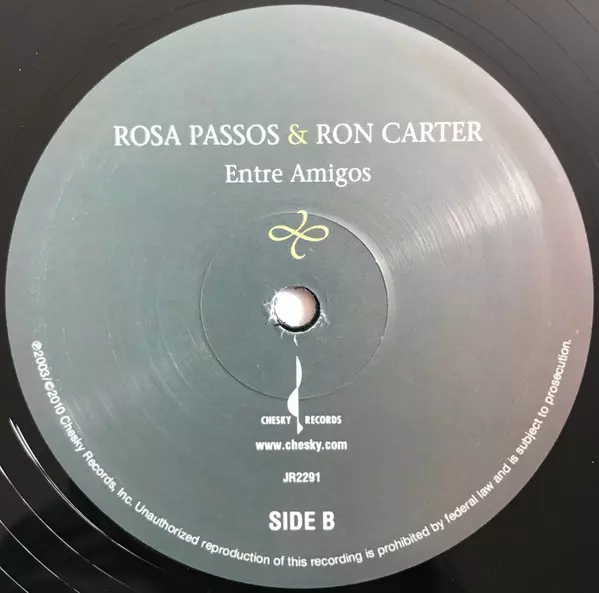 ROSA PASSOS & RON CARTER
Entre Amigos
CHESKY RECORDS
www.chesky.com
JR2291
SIDE B
℗2003/©2010 Chesky Records, Inc. Unauthorized reproduction of this recording is prohibited by federal law and is subject to prosecution.